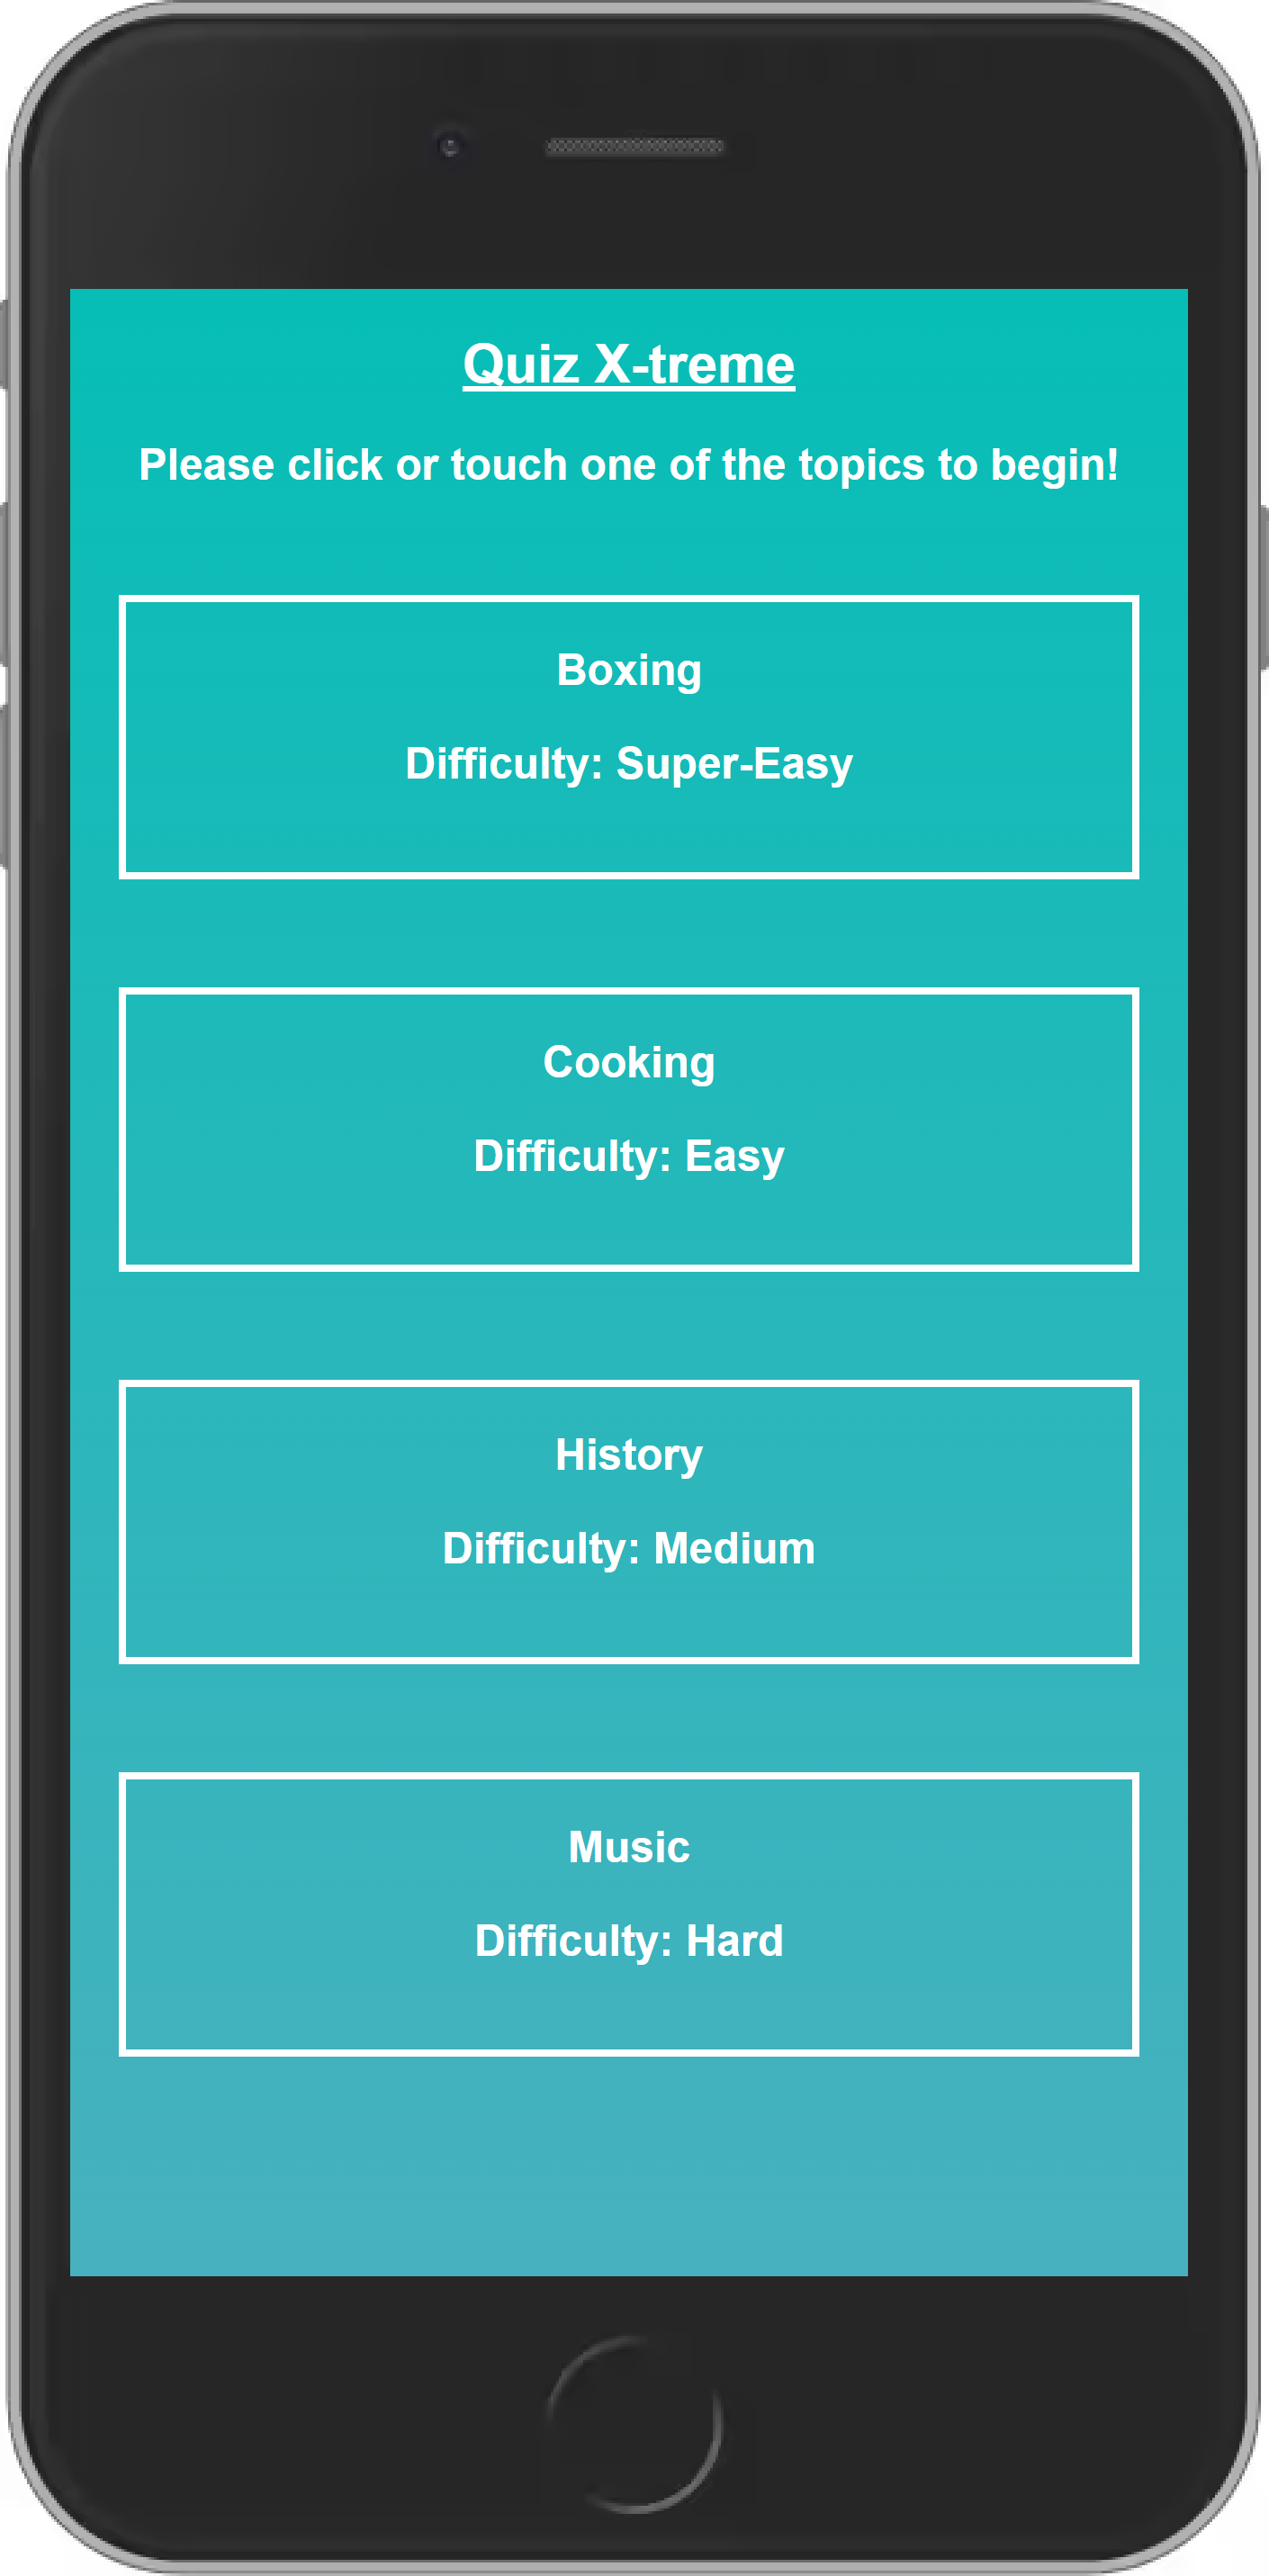 Quiz X-treme
Please click or touch one of the topics to begin!
Boxing
Difficulty: Super-Easy
Cooking
Difficulty: Easy
History
Difficulty: Medium
Music
Difficulty: Hard